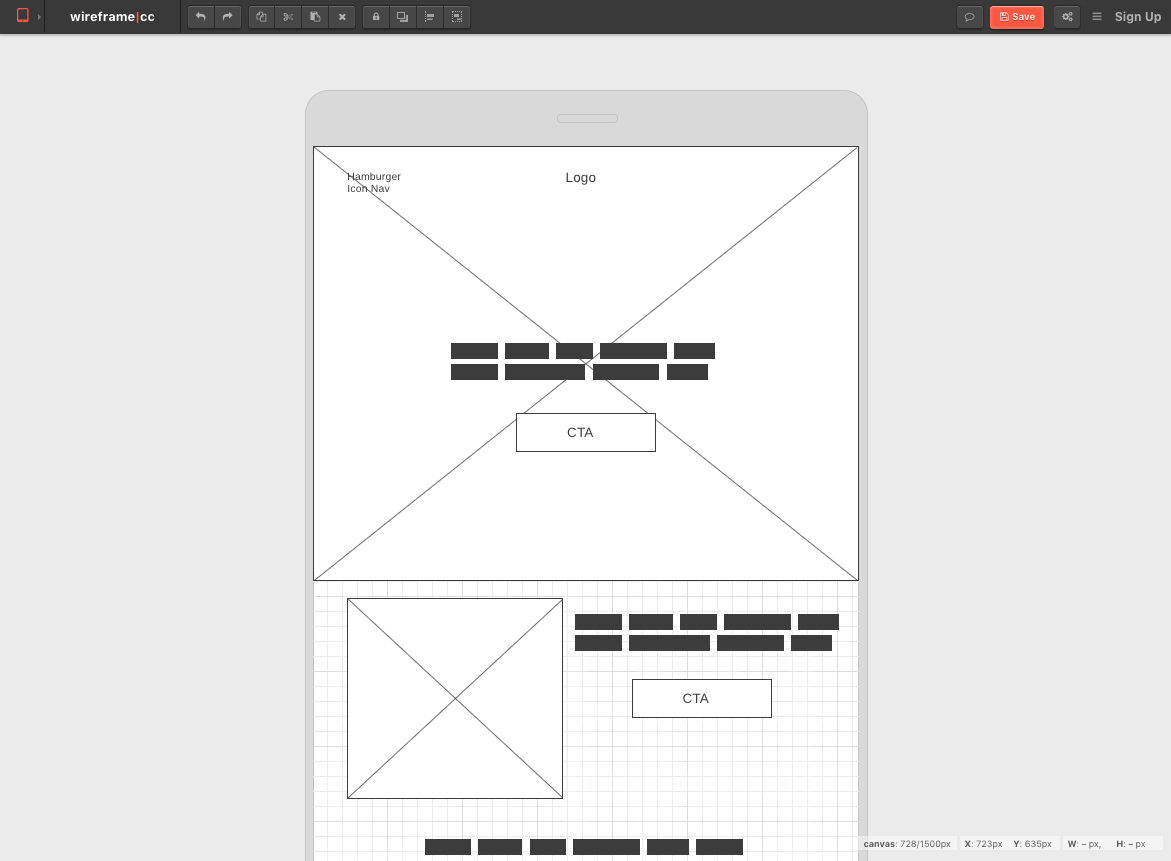 wireframe|cc
Save
Sign Up
Hamburger
Icon Nav
Logo
CTA
CTA
canvas: 728/1500px X: 723px Y: 635px W: – px, H: – px